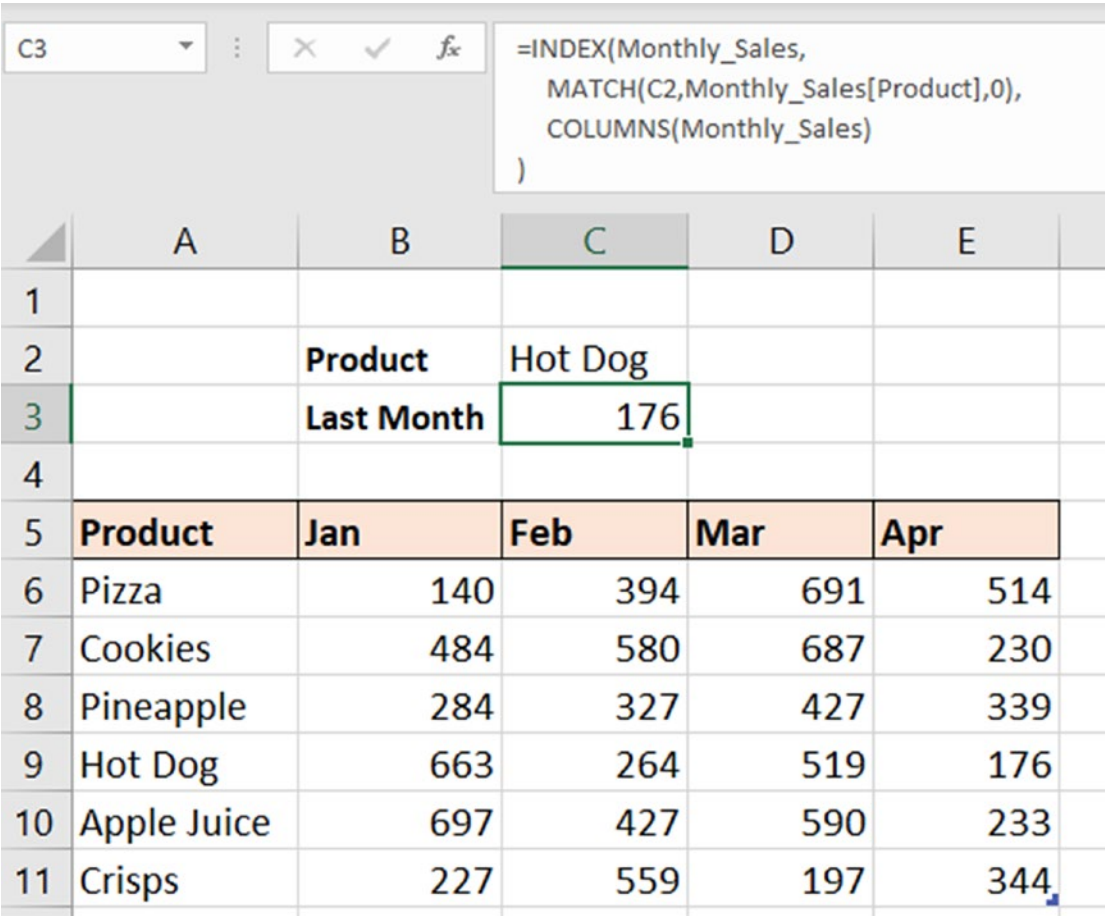 C3 fx =INDEX(Monthly_Sales,
MATCH(C2,Monthly_Sales[Product],0),
COLUMNS(Monthly_Sales)
)
A B C D E
1
2 Product Hot Dog
3 Last Month 176
4
5 Product Jan Feb Mar Apr
6 Pizza 140 394 691 514
7 Cookies 484 580 687 230
8 Pineapple 284 327 427 339
9 Hot Dog 663 264 519 176
10 Apple Juice 697 427 590 233
11 Crisps 227 559 197 344